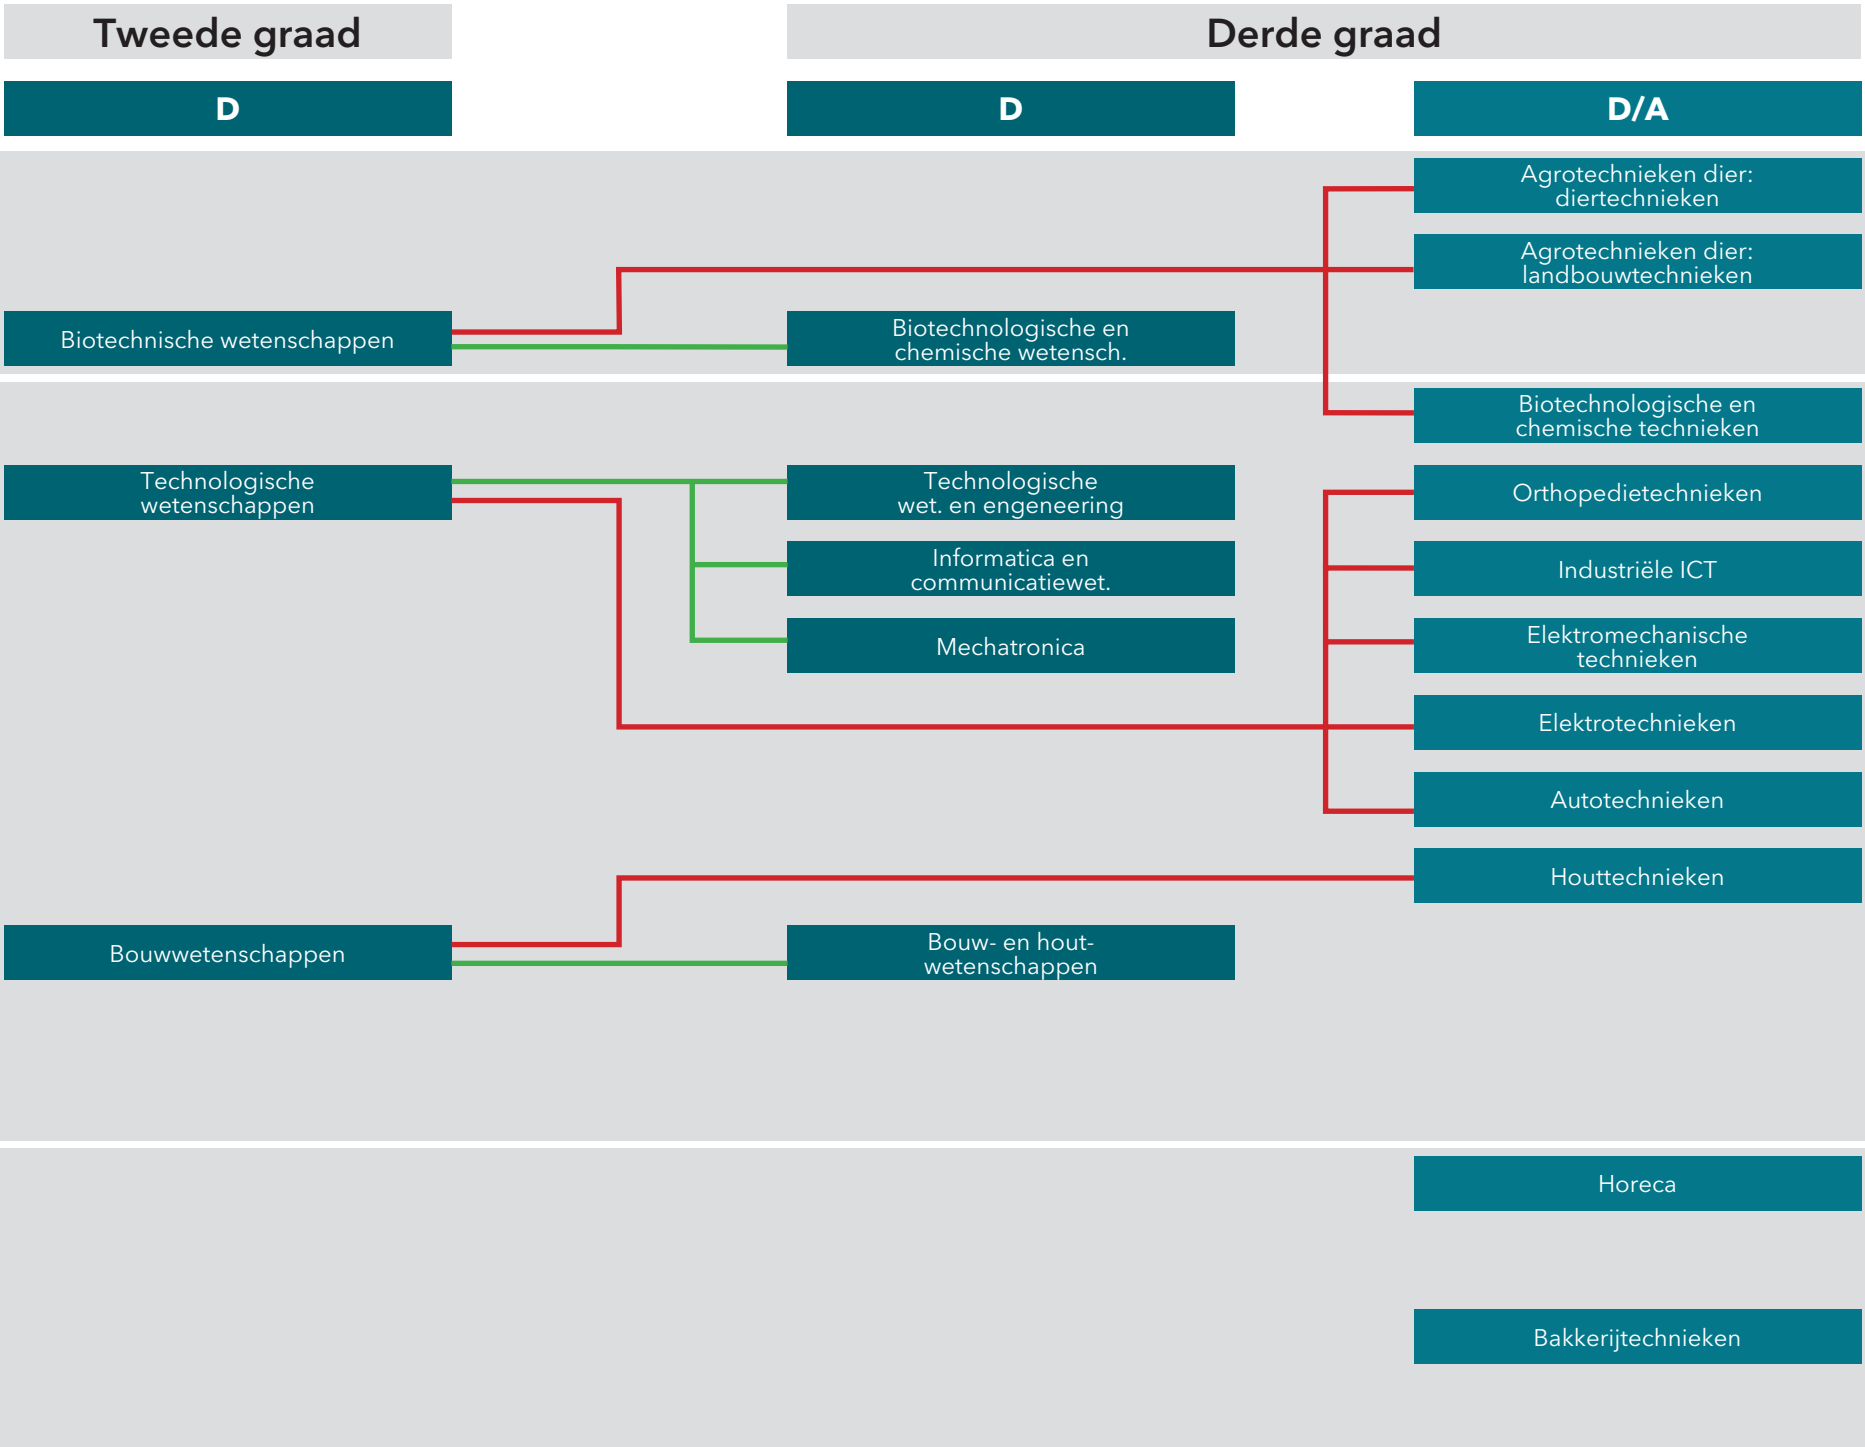 Tweede graad
Derde graad
D
D
D/A
Agrotechnieken dier:
diertechnieken
Agrotechnieken dier:
landbouwtechnieken
Biotechnische wetenschappen
Biotechnologische en
chemische wetensch.
Biotechnologische en
chemische technieken
Technologische
wetenschappen
Technologische
wet. en engeneering
Orthopedietechnieken
Informatica en
communicatiewet.
Industriële ICT
Mechatronica
Elektromechanische
technieken
Elektrotechnieken
Autotechnieken
Houttechnieken
Bouwwetenschappen
Bouw- en hout-
wetenschappen
Horeca
Bakkerijtechnieken